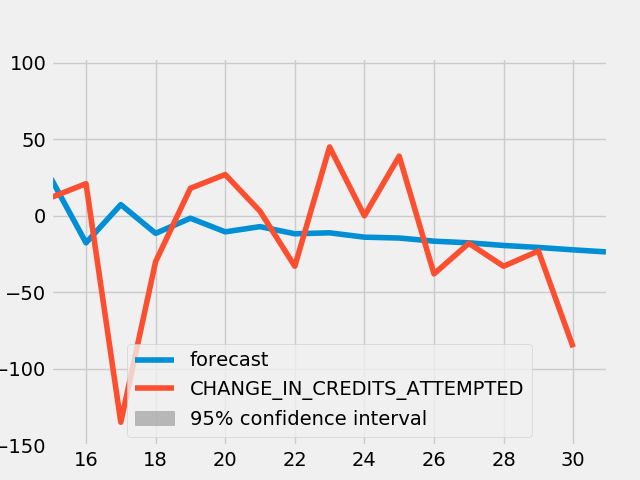 100
50
0
−50
−100
−150
forecast
CHANGE_IN_CREDITS_ATTEMPTED
95% confidence interval
16 18 20 22 24 26 28 30